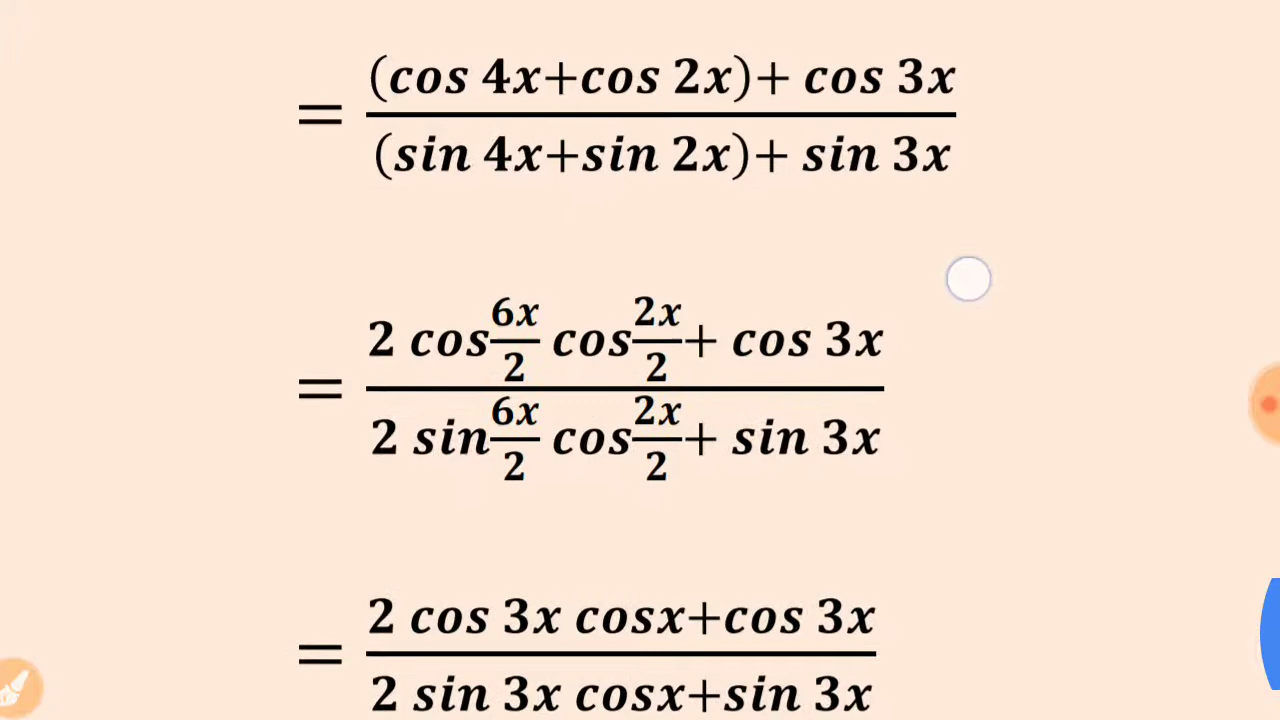 = (cos 4x+cos 2x)+ cos 3x / (sin 4x+sin 2x)+ sin 3x
= 2 cos 6x/2 cos 2x/2 + cos 3x / 2 sin 6x/2 cos 2x/2 + sin 3x
= 2 cos 3x cosx+cos 3x / 2 sin 3x cosx+sin 3x